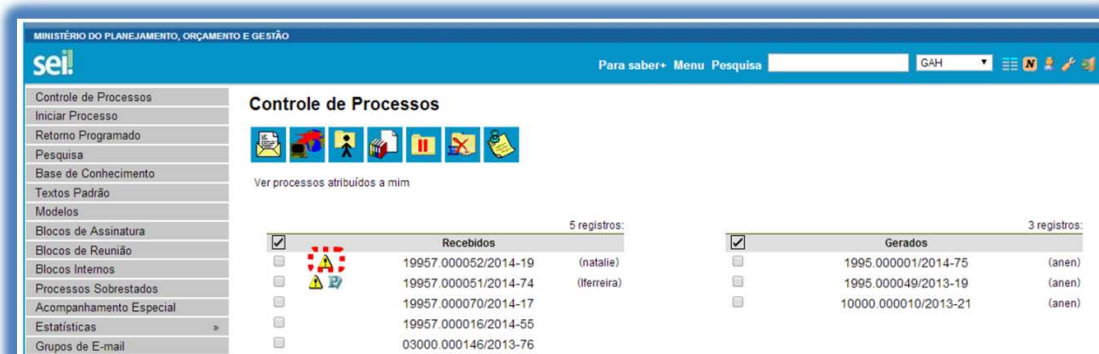 MINISTÉRIO DO PLANEJAMENTO, ORÇAMENTO E GESTÃO
sei!
Para saber+ Menu Pesquisa
GAH
N
Controle de Processos
Iniciar Processo
Retorno Programado
Pesquisa
Base de Conhecimento
Textos Padrão
Modelos
Blocos de Assinatura
Blocos de Reunião
Blocos Internos
Processos Sobrestados
Acompanhamento Especial
Estatísticas »
Grupos de E-mail
Controle de Processos
Ver processos atribuídos a mim
5 registros:
Recebidos
19957.000052/2014-19 (natalie)
19957.000051/2014-74 (lferreira)
19957.000070/2014-17
19957.000016/2014-55
03000.000146/2013-76
3 registros:
Gerados
1995.000001/2014-75 (anen)
1995.000049/2013-19 (anen)
10000.000010/2013-21 (anen)